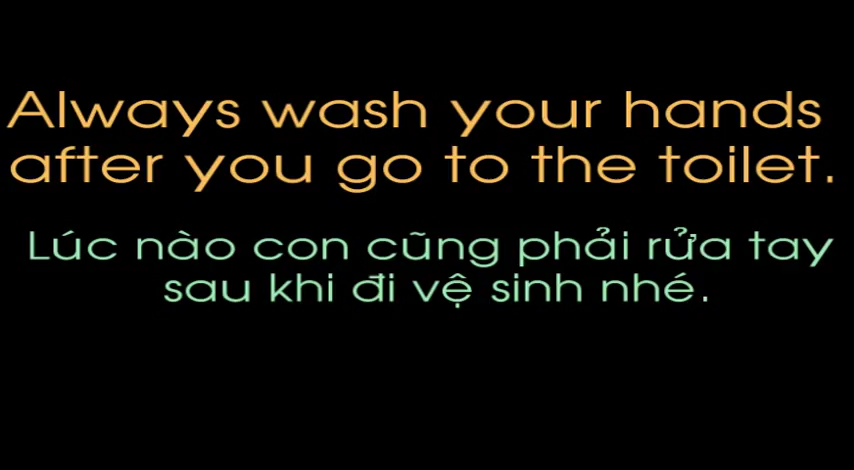 Always wash your hands
after you go to the toilet.
Lúc nào con cũng phải rửa tay
sau khi đi vệ sinh nhé.